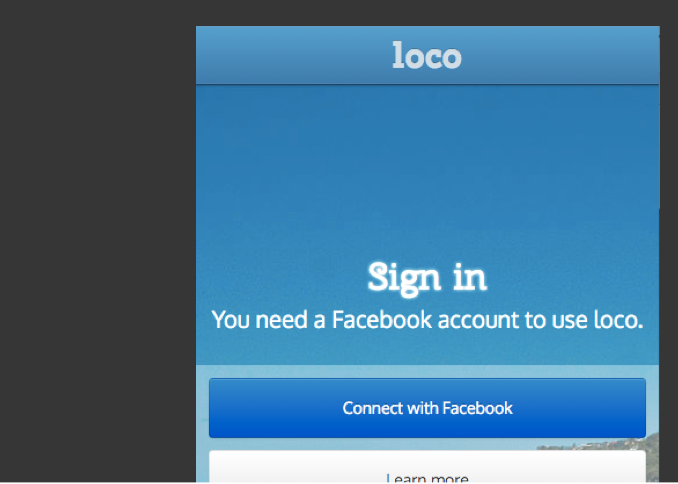 loco
Sign in
You need a Facebook account to use loco.
Connect with Facebook
Learn more